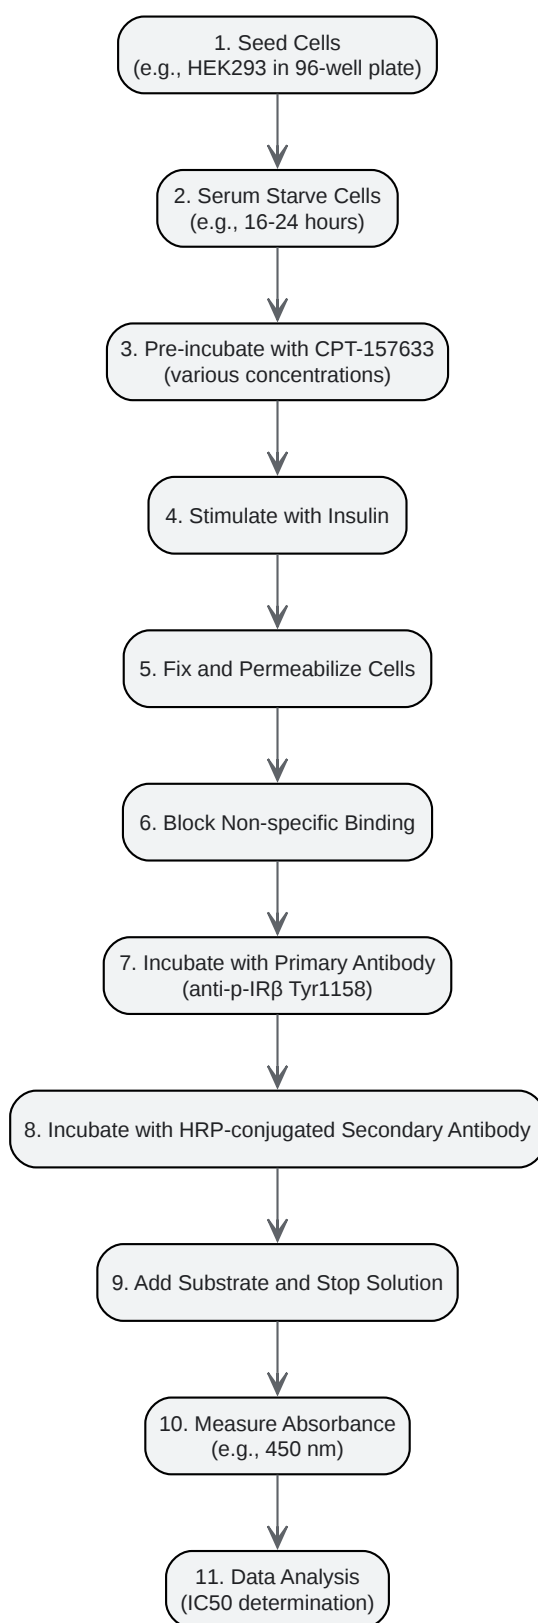 1. Seed Cells
(e.g., HEK293 in 96-well plate)
2. Serum Starve Cells
(e.g., 16-24 hours)
3. Pre-incubate with CPT-157633
(various concentrations)
4. Stimulate with Insulin
5. Fix and Permeabilize Cells
6. Block Non-specific Binding
7. Incubate with Primary Antibody
(anti-p-IRβ Tyr1158)
8. Incubate with HRP-conjugated Secondary Antibody
9. Add Substrate and Stop Solution
10. Measure Absorbance
(e.g., 450 nm)
11. Data Analysis
(IC50 determination)